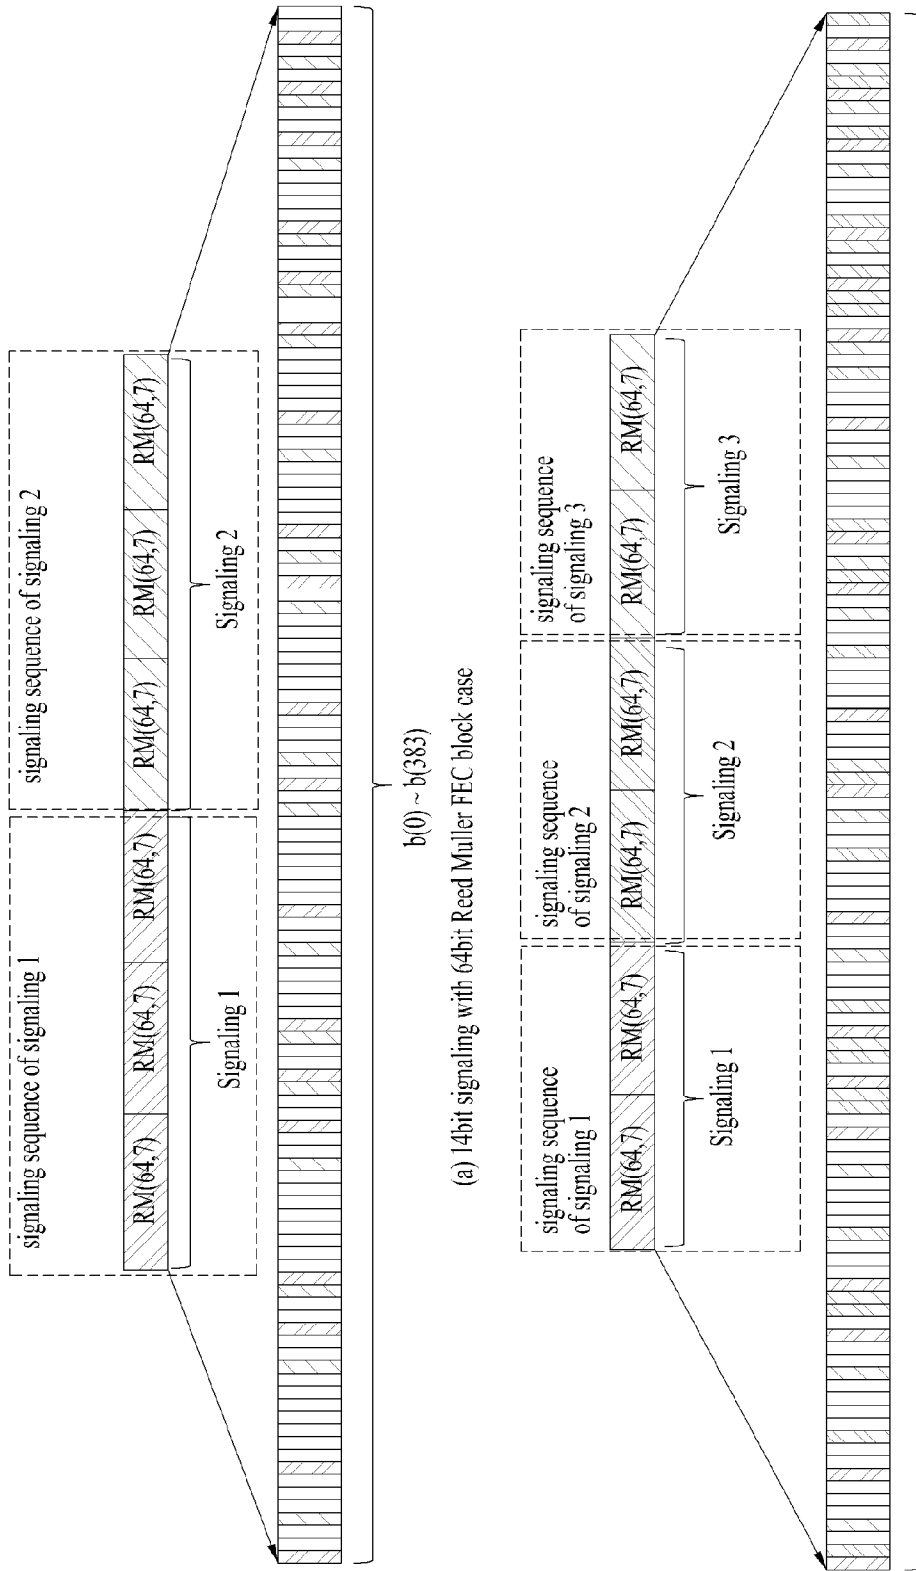 signaling sequence of signaling 1
signaling sequence of signaling 2
RM(64,7)
RM(64,7)
RM(64,7)
RM(64,7)
RM(64,7)
RM(64,7)
Signaling 1
Signaling 2
b(0) ~ b(383)
(a) 14bit signaling with 64bit Reed Muller FEC block case
signaling sequence
of signaling 1
signaling sequence
of signaling 2
signaling sequence
of signaling 3
RM(64,7)
RM(64,7)
RM(64,7)
RM(64,7)
RM(64,7)
RM(64,7)
Signaling 1
Signaling 2
Signaling 3